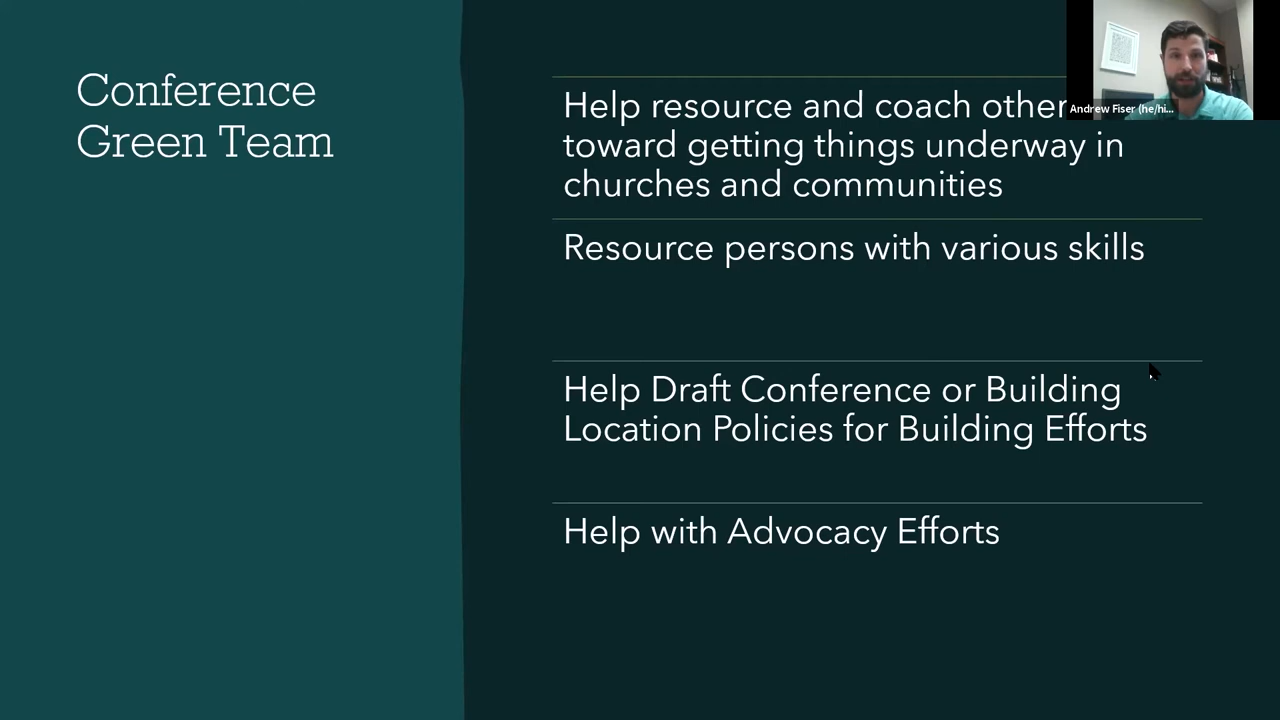 Conference
Green Team
Help resource and coach other
toward getting things underway in
churches and communities
Resource persons with various skills
Help Draft Conference or Building
Location Policies for Building Efforts
Help with Advocacy Efforts
Andrew Fiser (he/hi...